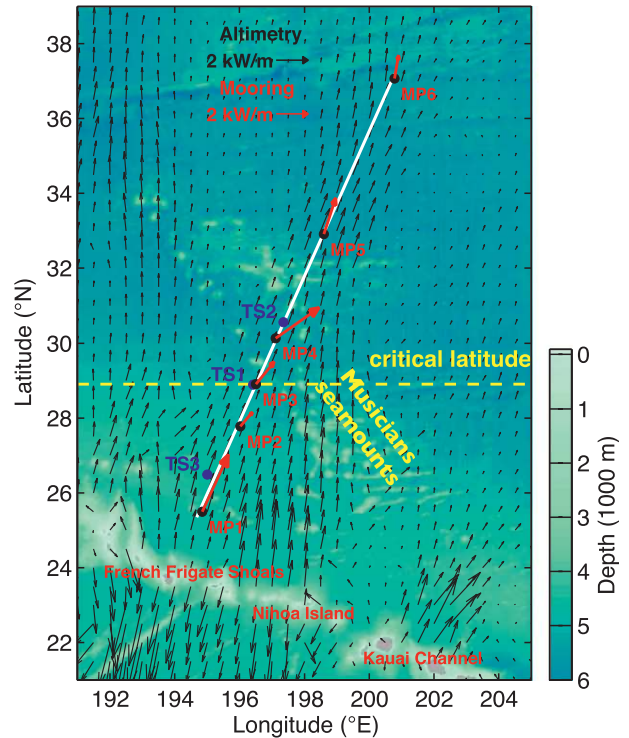 Altimetry
2 kW/m
Mooring
2 kW/m
MP6
MP5
TS2
MP4
critical latitude
TS1
MP3
Musicians
seamounts
MP2
TS3
MP1
French Frigate Shoals
Nihoa Island
Kauai Channel
38
36
34
32
30
28
26
24
22
Latitude (°N)
192
194
196
198
200
202
204
Longitude (°E)
0
1
2
3
4
5
6
Depth (1000 m)